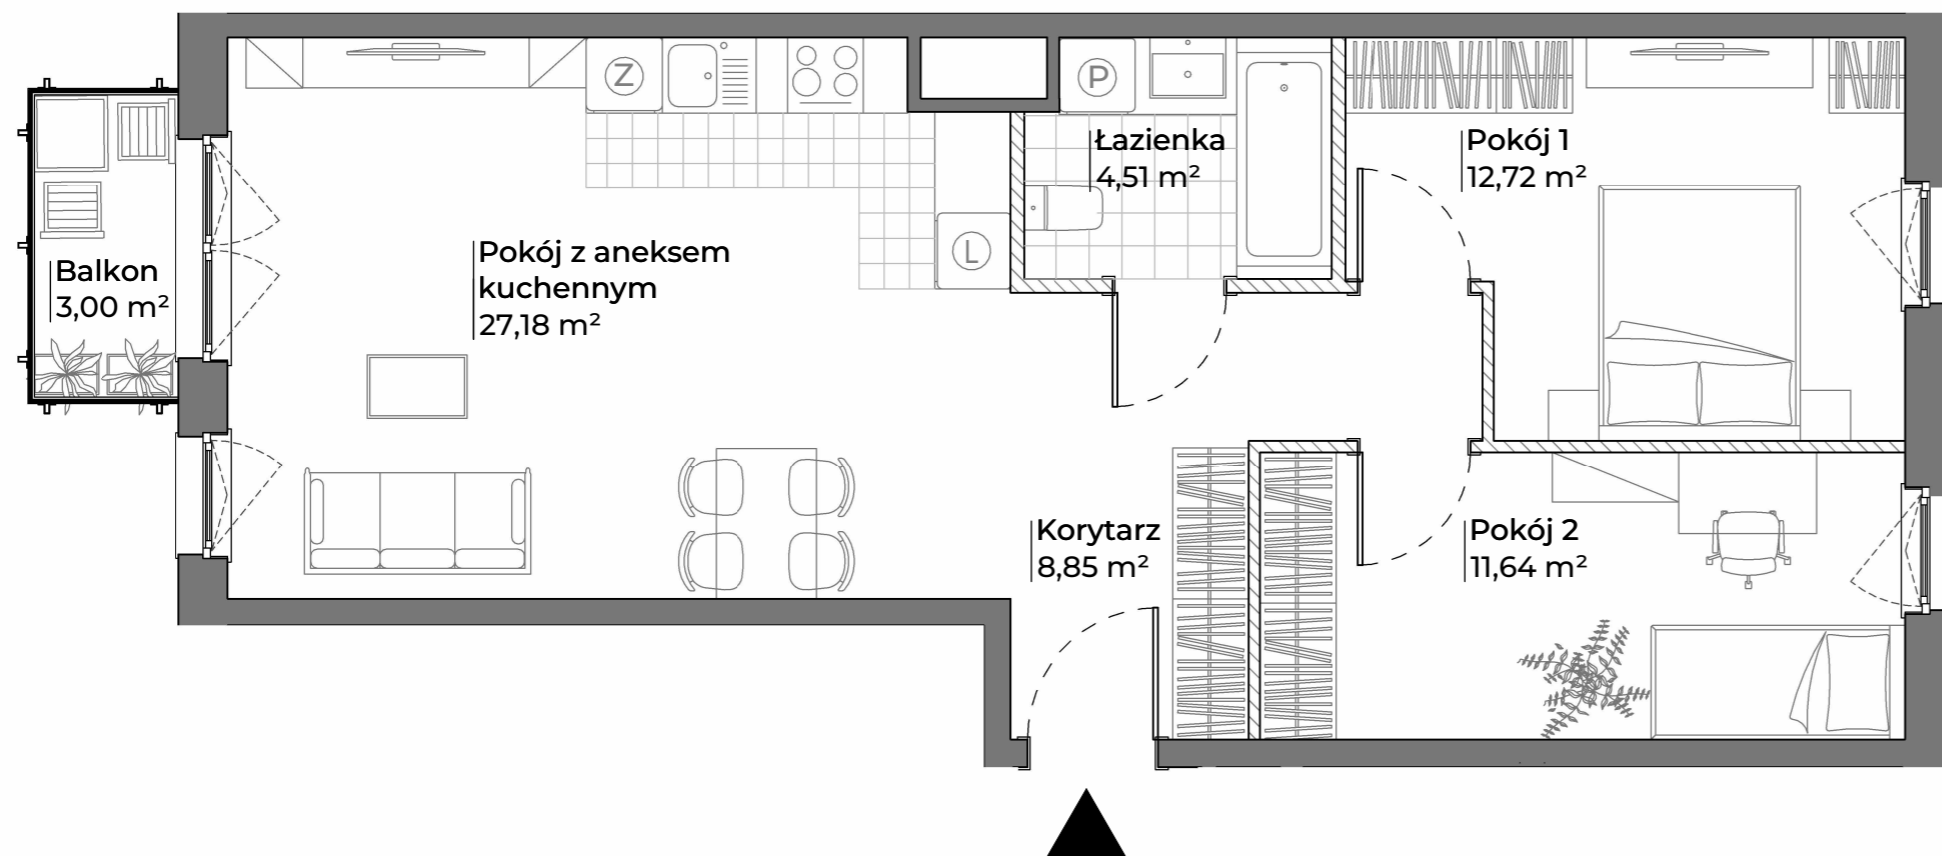 Z
P
Łazienka
4,51 m²
Pokój 1
12,72 m²
Pokój z aneksem
kuchennym
27,18 m²
L
Balkon
3,00 m²
Korytarz
8,85 m²
Pokój 2
11,64 m²